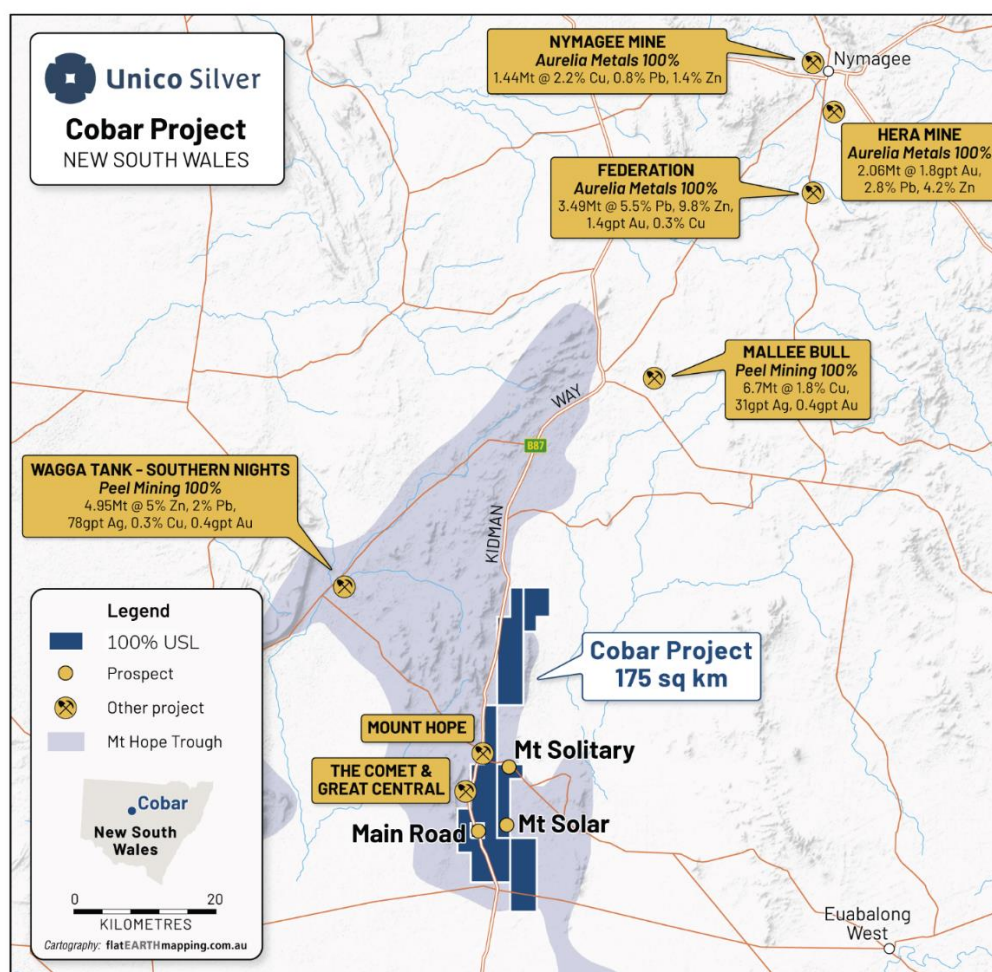 Unico Silver
Cobar Project
NEW SOUTH WALES
NYMAGEE MINE
Aurelia Metals 100%
1.44Mt @ 2.2% Cu, 0.8% Pb, 1.4% Zn
Nymagee
HERA MINE
Aurelia Metals 100%
2.06Mt @ 1.8gpt Au,
2.8% Pb, 4.2% Zn
FEDERATION
Aurelia Metals 100%
3.49Mt @ 5.5% Pb, 9.8% Zn,
1.4gpt Au, 0.3% Cu
MALLEE BULL
Peel Mining 100%
6.7Mt @ 1.8% Cu,
31gpt Ag, 0.4gpt Au
KIDMAN WAY
B87
WAGGA TANK - SOUTHERN NIGHTS
Peel Mining 100%
4.95Mt @ 5% Zn, 2% Pb,
78gpt Ag, 0.3% Cu, 0.4gpt Au
Cobar Project
175 sq km
MOUNT HOPE
Mt Solitary
THE COMET &
GREAT CENTRAL
Main Road
Mt Solar
Euabalong
West
Legend
100% USL
Prospect
Other project
Mt Hope Trough
Cobar
New South
Wales
0 20
KILOMETRES
Cartography: flatEARTHmapping.com.au